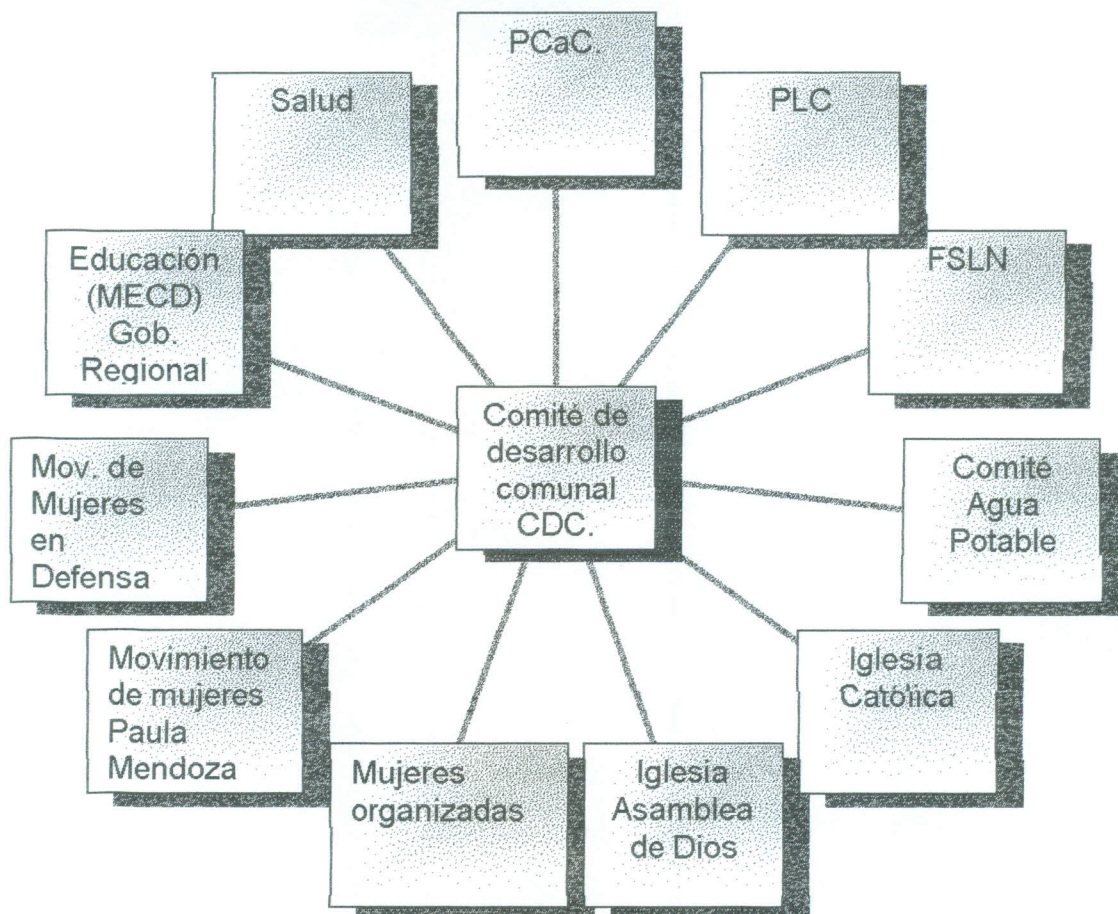 PCaC.
Salud
PLC
Educación
(MECD)
Gob.
Regional
FSLN
Comité de
desarrollo
comunal
CDC.
Mov. de
Mujeres
en
Defensa
Comité
Agua
Potable
Movimiento
de mujeres
Paula
Mendoza
Iglesia
Católica
Mujeres
organizadas
Iglesia
Asamblea
de Dios